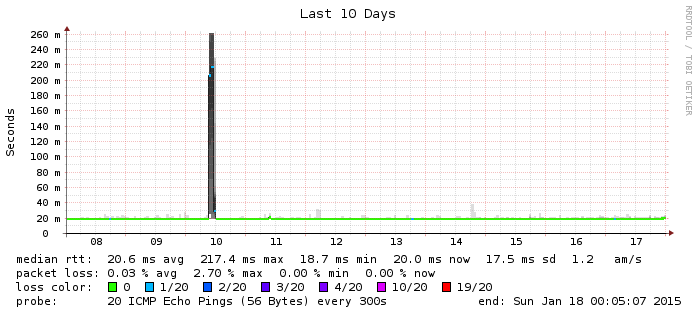 Last 10 Days
RRDTOOL / TOBI OETIKER
Seconds
260 m
240 m
220 m
200 m
180 m
160 m
140 m
120 m
100 m
80 m
60 m
40 m
20 m
0
08 09 10 11 12 13 14 15 16 17
median rtt: 20.6 ms avg 217.4 ms max 18.7 ms min 20.0 ms now 17.5 ms sd 1.2 am/s
packet loss: 0.03 % avg 2.70 % max 0.00 % min 0.00 % now
loss color: 0 1/20 2/20 3/20 4/20 10/20 19/20
probe: 20 ICMP Echo Pings (56 Bytes) every 300s end: Sun Jan 18 00:05:07 2015